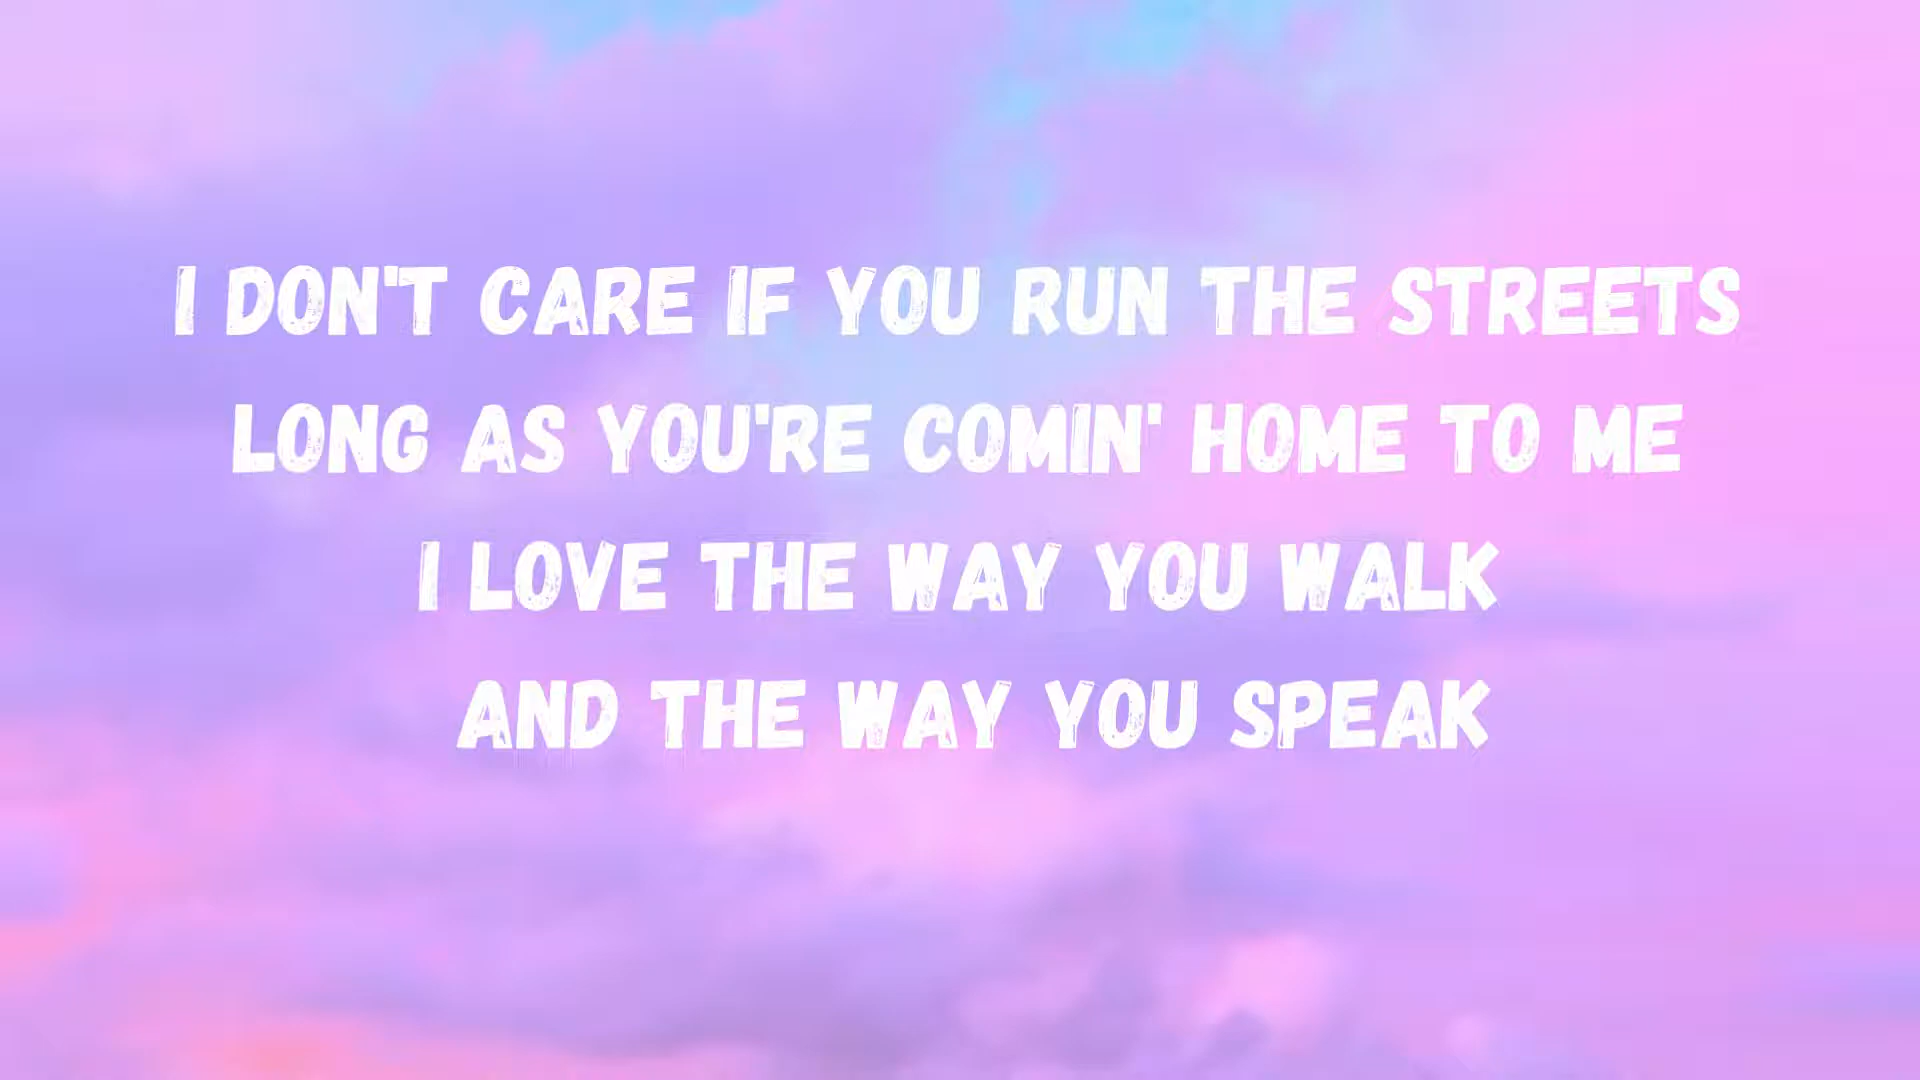 I DON'T CARE IF YOU RUN THE STREETS
LONG AS YOU'RE COMIN' HOME TO ME
I LOVE THE WAY YOU WALK
AND THE WAY YOU SPEAK